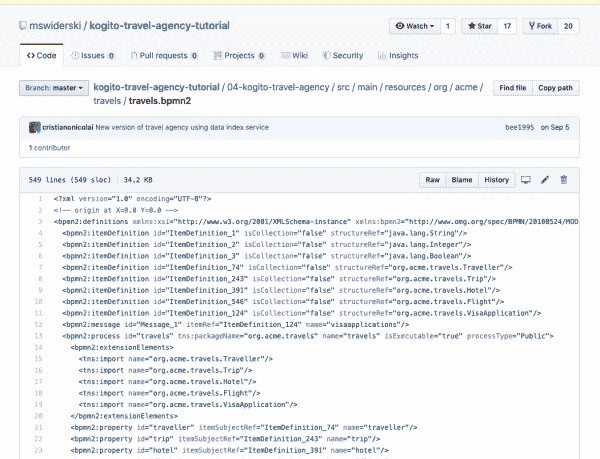 mswiderski / kogito-travel-agency-tutorial
Watch 1 Star 17 Fork 20
Code Issues 0 Pull requests 0 Projects 0 Wiki Security Insights
Branch: master kogito-travel-agency-tutorial / 04-kogito-travel-agency / src / main / resources / org / acme / Find file Copy path
travels / travels.bpmn2
cristianonicolai New version of travel agency using data index service bee1995 on Sep 5
1 contributor
549 lines (549 sloc) 34.2 KB Raw Blame History
1 <?xml version="1.0" encoding="UTF-8"?>
2 <!-- origin at X=0.0 Y=0.0 -->
3 <bpmn2:definitions xmlns:xsi="http://www.w3.org/2001/XMLSchema-instance" xmlns:bpmn2="http://www.omg.org/spec/BPMN/20100524/MOD
4 <bpmn2:itemDefinition id="ItemDefinition_1" isCollection="false" structureRef="java.lang.String"/>
5 <bpmn2:itemDefinition id="ItemDefinition_2" isCollection="false" structureRef="java.lang.Integer"/>
6 <bpmn2:itemDefinition id="ItemDefinition_3" isCollection="false" structureRef="java.lang.Boolean"/>
7 <bpmn2:itemDefinition id="ItemDefinition_74" isCollection="false" structureRef="org.acme.travels.Traveller"/>
8 <bpmn2:itemDefinition id="ItemDefinition_243" isCollection="false" structureRef="org.acme.travels.Trip"/>
9 <bpmn2:itemDefinition id="ItemDefinition_391" isCollection="false" structureRef="org.acme.travels.Hotel"/>
10 <bpmn2:itemDefinition id="ItemDefinition_546" isCollection="false" structureRef="org.acme.travels.Flight"/>
11 <bpmn2:itemDefinition id="ItemDefinition_124" isCollection="false" structureRef="org.acme.travels.VisaApplication"/>
12 <bpmn2:message id="Message_1" itemRef="ItemDefinition_124" name="visaapplications"/>
13 <bpmn2:process id="travels" tns:packageName="org.acme.travels" name="travels" isExecutable="true" processType="Public">
14 <bpmn2:extensionElements>
15 <tns:import name="org.acme.travels.Traveller"/>
16 <tns:import name="org.acme.travels.Trip"/>
17 <tns:import name="org.acme.travels.Hotel"/>
18 <tns:import name="org.acme.travels.Flight"/>
19 <tns:import name="org.acme.travels.VisaApplication"/>
20 </bpmn2:extensionElements>
21 <bpmn2:property id="traveller" itemSubjectRef="ItemDefinition_74" name="traveller"/>
22 <bpmn2:property id="trip" itemSubjectRef="ItemDefinition_243" name="trip"/>
23 <bpmn2:property id="hotel" itemSubjectRef="ItemDefinition_391" name="hotel"/>